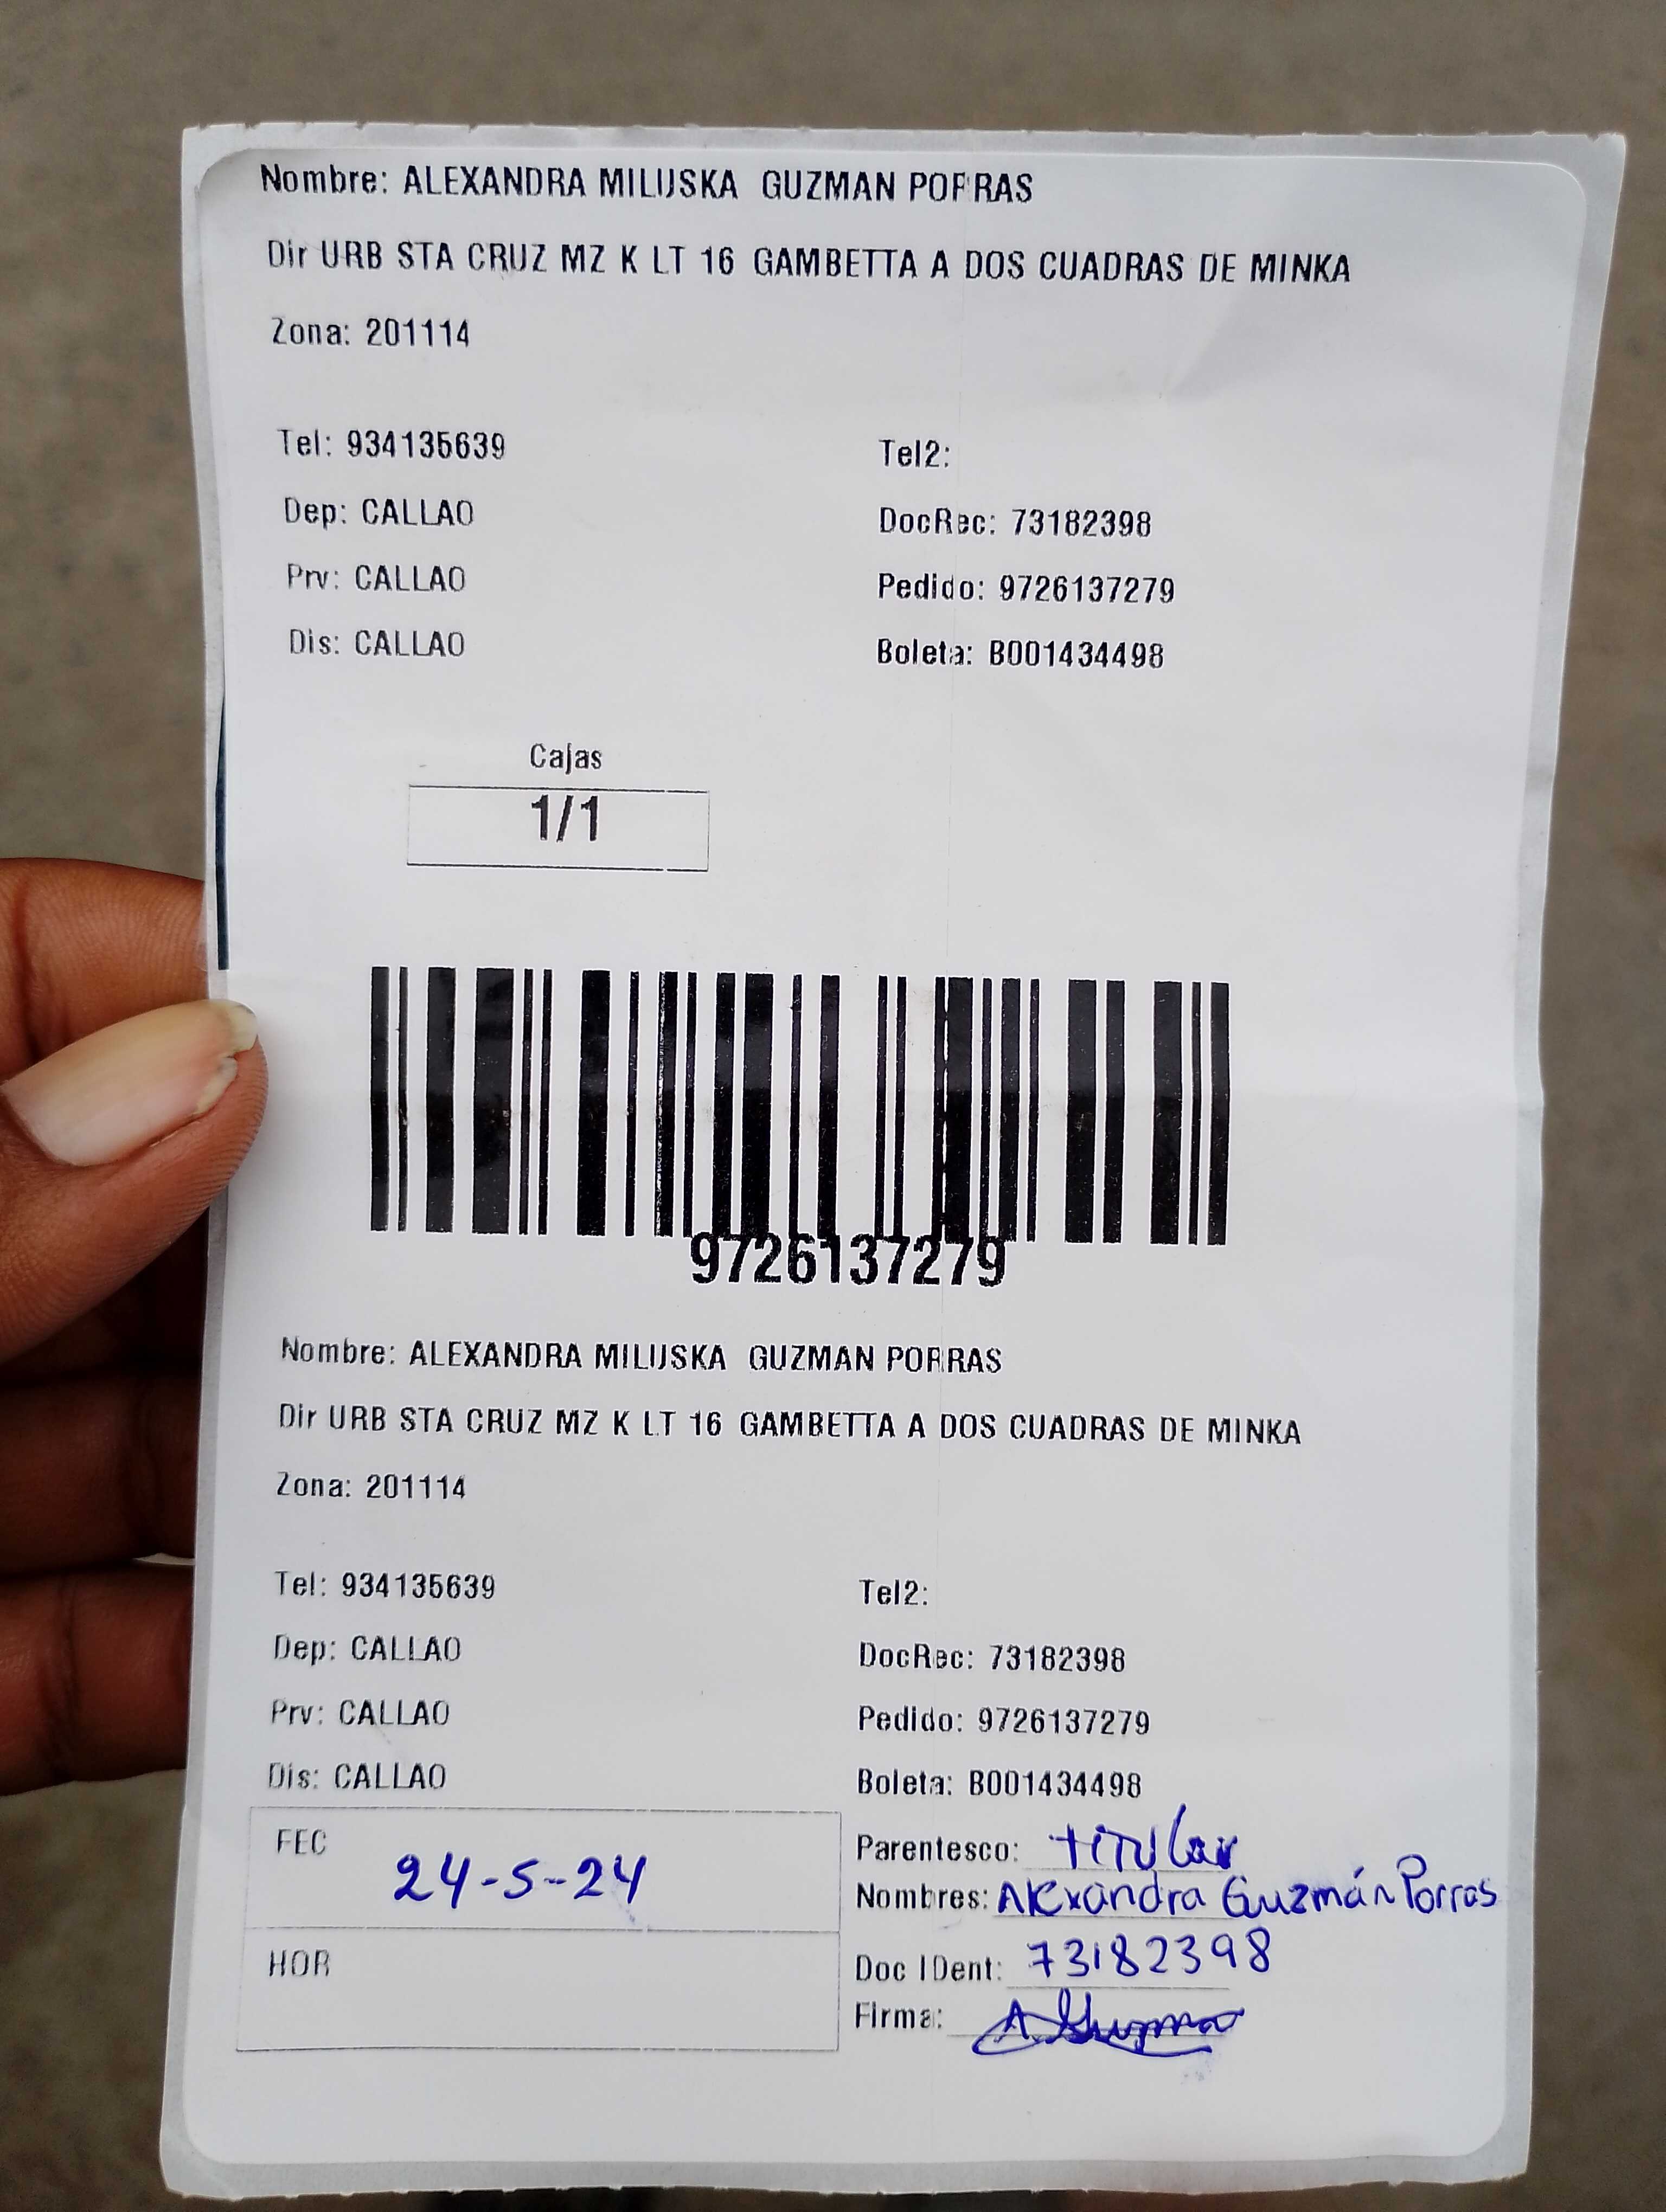 Nombre: ALEXANDRA MILUSKA GUZMAN PORRAS
Dir URB STA CRUZ MZ K LT 16 GAMBETTA A DOS CUADRAS DE MINKA
Zona: 201114
Tel: 934135639 Tel2:
Dep: CALLAO DocRec: 73182398
Prv: CALLAO Pedido: 9726137279
Dis: CALLAO Boleta: B001434498
Cajas
1/1
9726137279
Nombre: ALEXANDRA MILUSKA GUZMAN PORRAS
Dir URB STA CRUZ MZ K LT 16 GAMBETTA A DOS CUADRAS DE MINKA
Zona: 201114
Tel: 934135639 Tel2:
Dep: CALLAO DocRec: 73182398
Prv: CALLAO Pedido: 9726137279
Dis: CALLAO Boleta: B001434498
FEC 24-5-24 Parentesco: titular
Nombres: Alexandra Guzmán Porras
HOR Doc IDent: 73182398
Firma: A Guzman